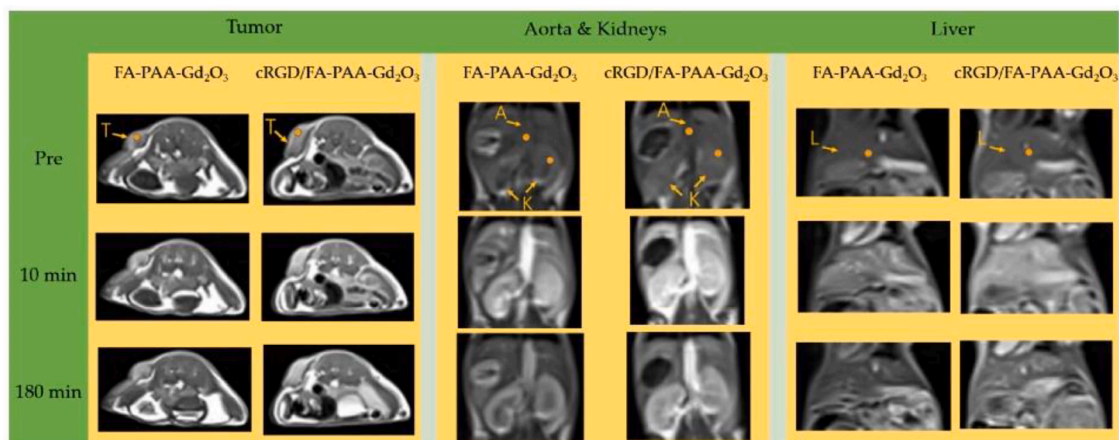 Tumor Aorta & Kidneys Liver
FA-PAA-Gd₂O₃ cRGD/FA-PAA-Gd₂O₃ FA-PAA-Gd₂O₃ cRGD/FA-PAA-Gd₂O₃ FA-PAA-Gd₂O₃ cRGD/FA-PAA-Gd₂O₃
T T A A
Pre L L
K K
10 min
180 min